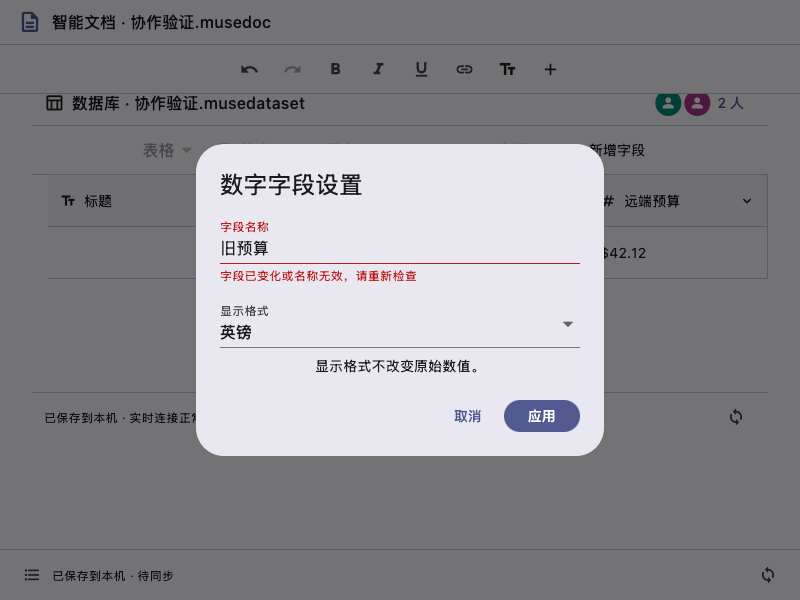 智能文档 · 协作验证.musedoc
数据库 · 协作验证.musedataset
2 人
表格
新增字段
标题
远端预算
$42.12
数字字段设置
字段名称
旧预算
字段已变化或名称无效，请重新检查
显示格式
英镑
显示格式不改变原始数值。
取消
应用
已保存到本机 · 实时连接正常
已保存到本机 · 待同步